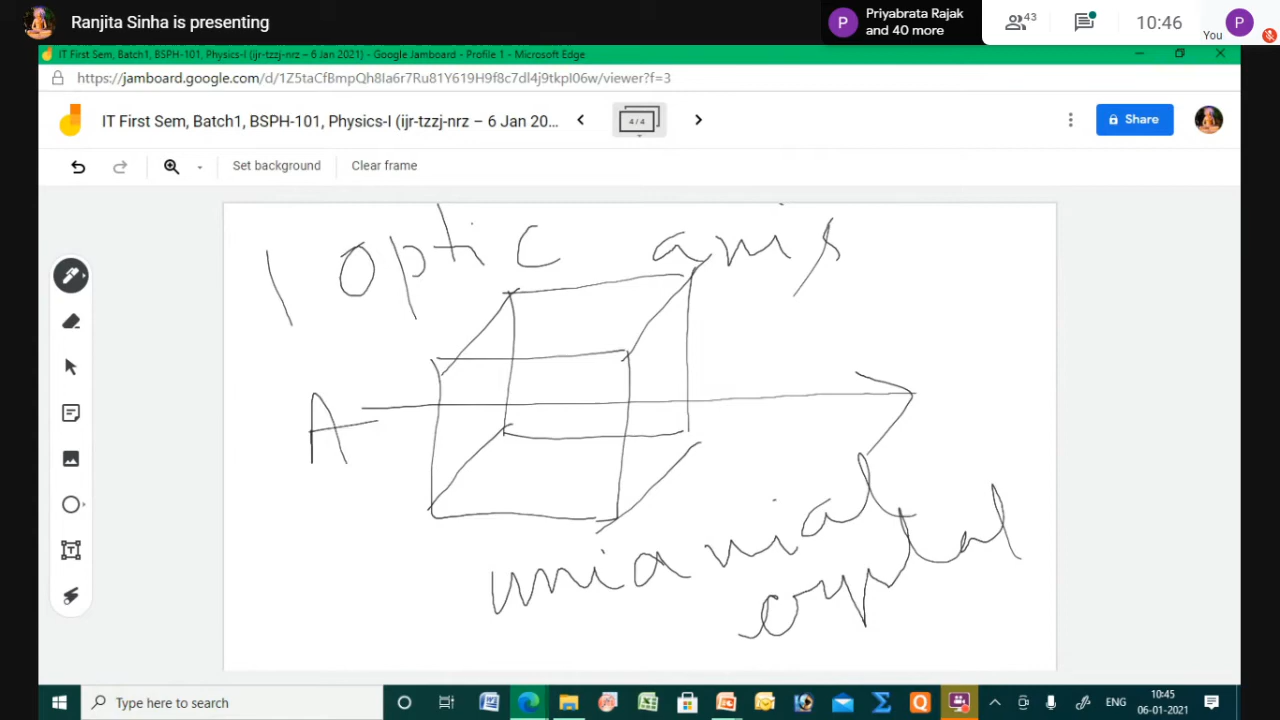 Ranjita Sinha is presenting
P
Priyabrata Rajak
and 40 more
43
10:46
You
P
IT First Sem, Batch1, BSPH-101, Physics-I (ijr-tzzj-nrz – 6 Jan 2021) - Google Jamboard - Profile 1 - Microsoft Edge
https://jamboard.google.com/d/1Z5taCfBmpQh8Ia6r7Ru81Y619H9f8c7dl4j9tkpI06w/viewer?f=3
IT First Sem, Batch1, BSPH-101, Physics-I (ijr-tzzj-nrz – 6 Jan 20...
4 / 4
Share
Set background
Clear frame
1 optic axis
A
uniaxial
crystal
Type here to search
ENG
10:45
06-01-2021